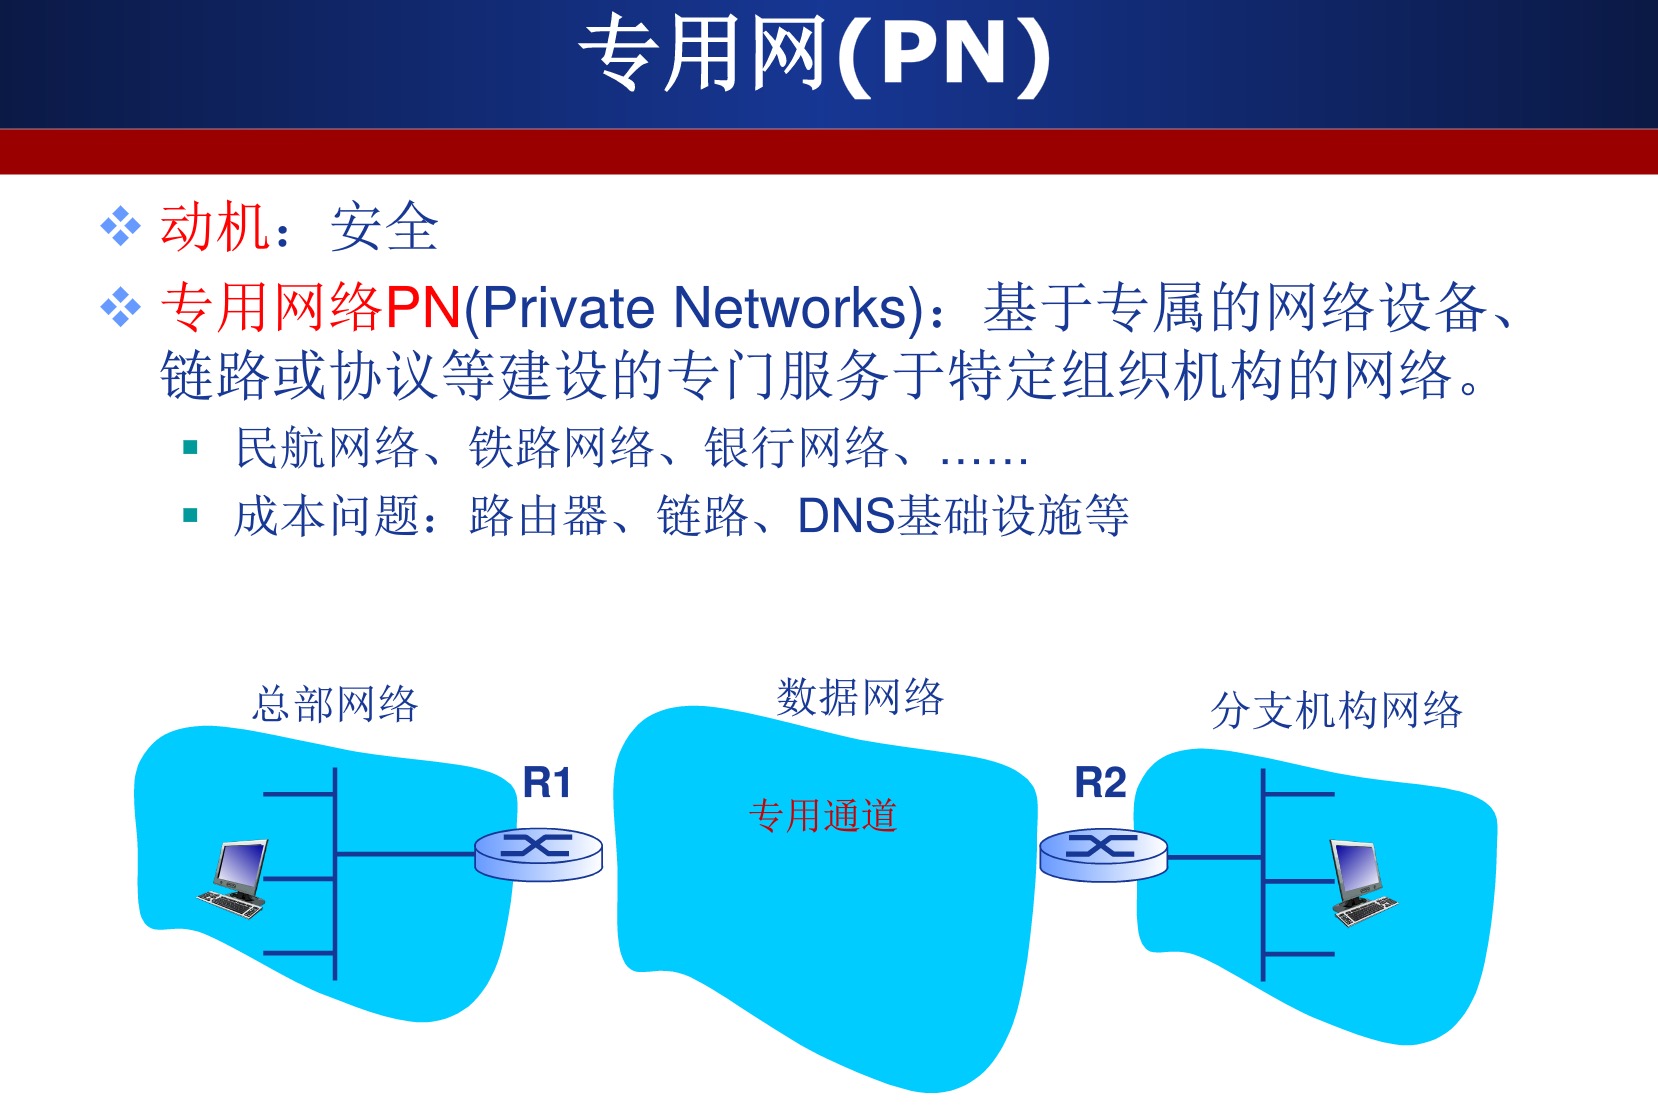 专用网(PN)
动机：安全
专用网络PN(Private Networks)：基于专属的网络设备、
链路或协议等建设的专门服务于特定组织机构的网络。
民航网络、铁路网络、银行网络、……
成本问题：路由器、链路、DNS基础设施等
总部网络
数据网络
分支机构网络
R1
R2
专用通道